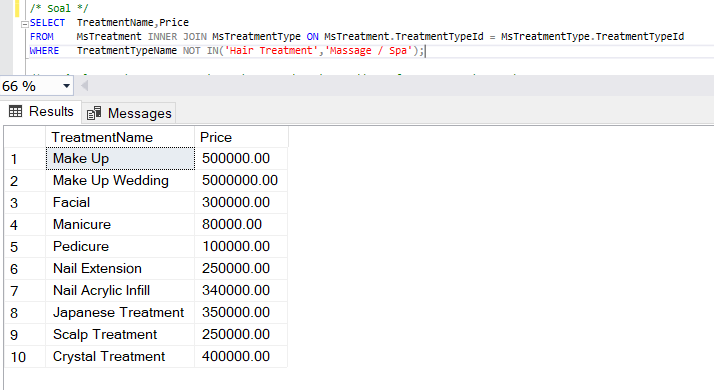 /* Soal */
SELECT TreatmentName,Price
FROM MsTreatment INNER JOIN MsTreatmentType ON MsTreatment.TreatmentTypeId = MsTreatmentType.TreatmentTypeId
WHERE TreatmentTypeName NOT IN('Hair Treatment','Massage / Spa');
66 %
Results Messages
TreatmentName Price
1 Make Up 500000.00
2 Make Up Wedding 5000000.00
3 Facial 300000.00
4 Manicure 80000.00
5 Pedicure 100000.00
6 Nail Extension 250000.00
7 Nail Acrylic Infill 340000.00
8 Japanese Treatment 350000.00
9 Scalp Treatment 250000.00
10 Crystal Treatment 400000.00